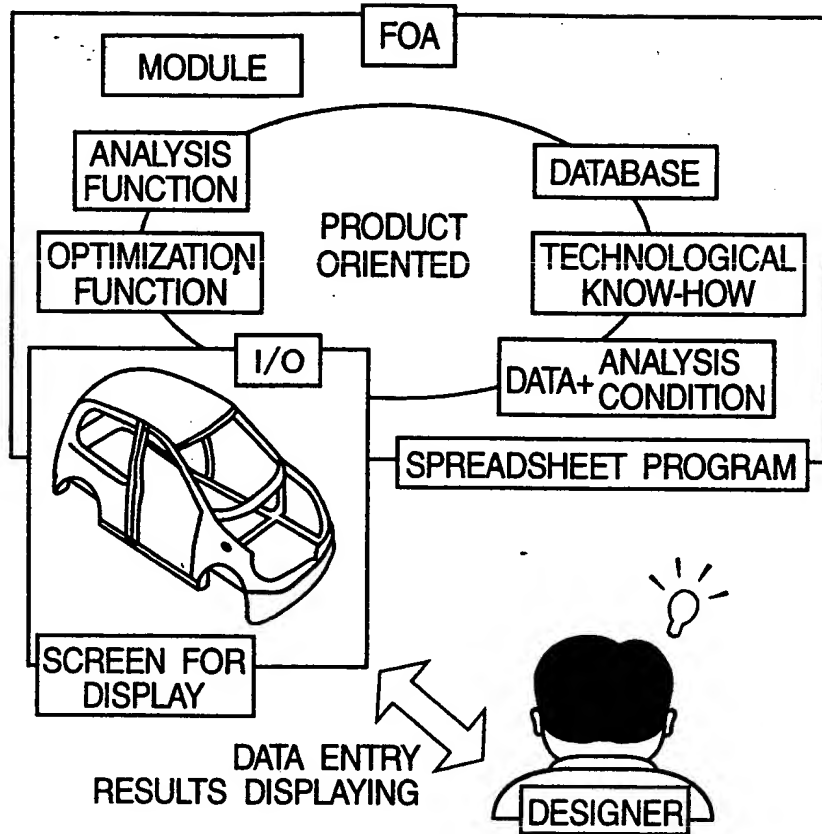 FOA
MODULE
ANALYSIS
FUNCTION
DATABASE
PRODUCT
ORIENTED
OPTIMIZATION
FUNCTION
TECHNOLOGICAL
KNOW-HOW
I/O
DATA+ ANALYSIS
CONDITION
SPREADSHEET PROGRAM
SCREEN FOR
DISPLAY
DATA ENTRY
RESULTS DISPLAYING
DESIGNER